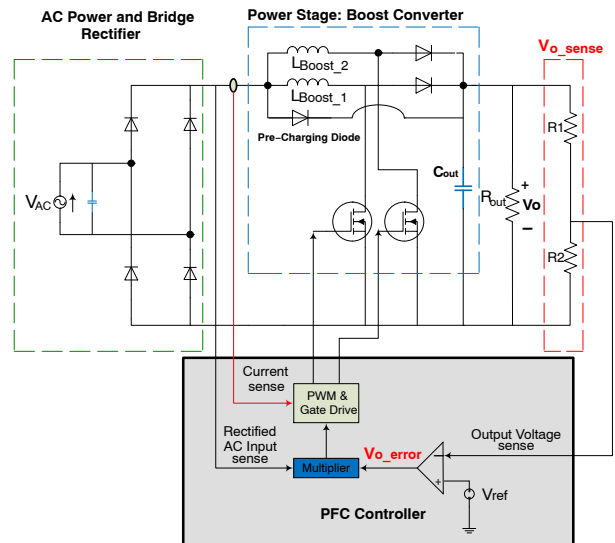 AC Power and Bridge
Rectifier
Power Stage: Boost Converter
Vo_sense
LBoost_2
LBoost_1
Pre-Charging Diode
R1
Cout
Rout
+
Vo
−
VAC
R2
Current
sense
PWM &
Gate Drive
Rectified
AC Input
sense
Multiplier
Vo_error
Output Voltage
sense
−
+
Vref
PFC Controller